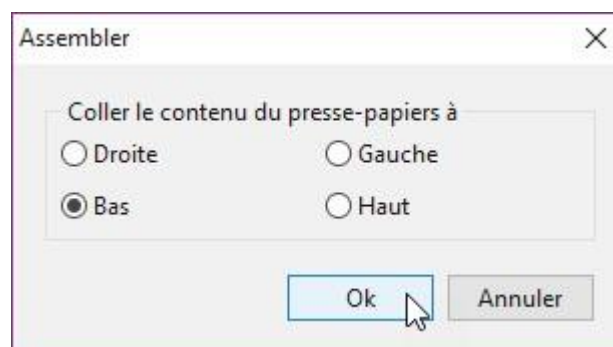 Assembler
Coller le contenu du presse-papiers à
Droite Gauche
Bas Haut
Ok Annuler